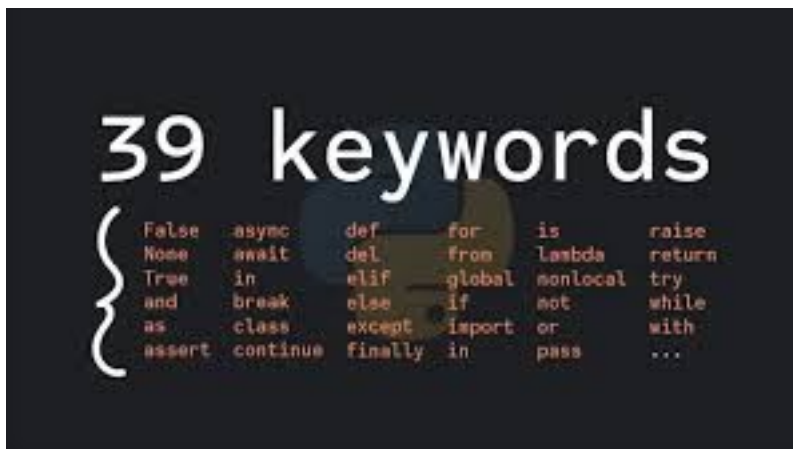 39 keywords
False async def for is raise
None await del from lambda return
True in elif global nonlocal try
and break else if not while
as class except import or with
assert continue finally in pass ...